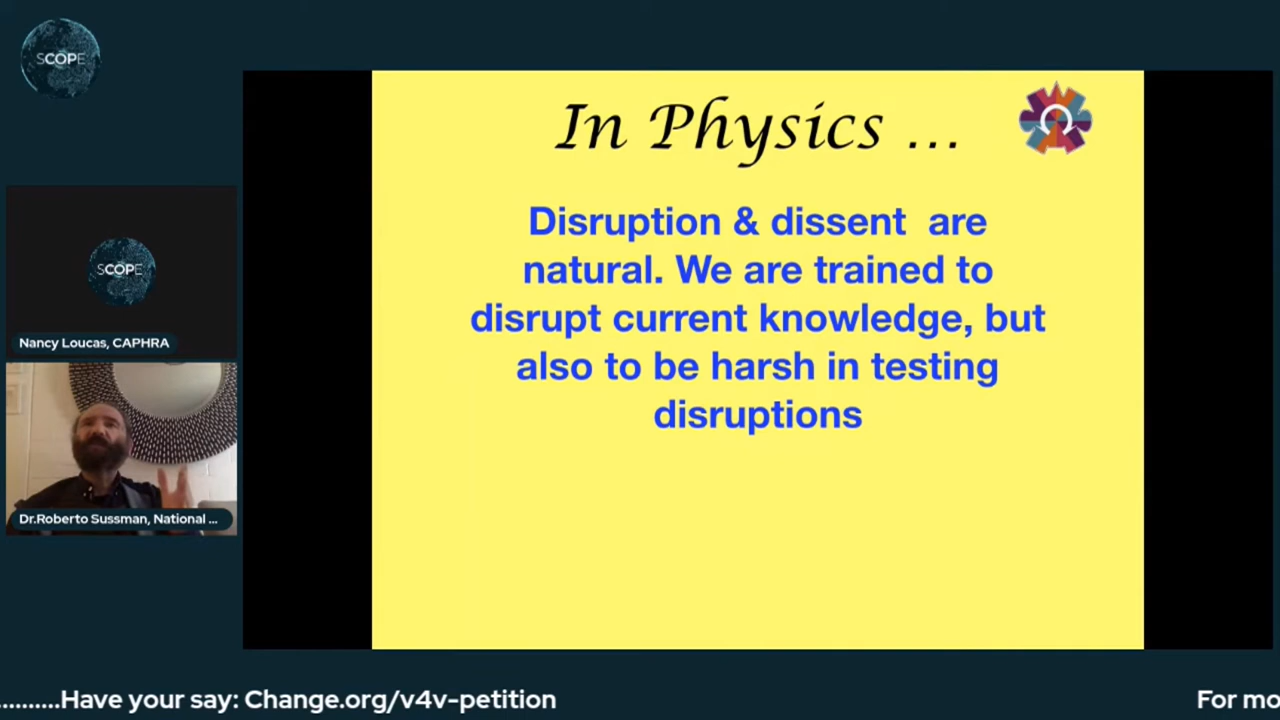 SCOPE
In Physics ...
Disruption & dissent are
natural. We are trained to
disrupt current knowledge, but
also to be harsh in testing
disruptions
SCOPE
Nancy Loucas, CAPHRA
Dr.Roberto Sussman, National ...
..........Have your say: Change.org/v4v-petition
For mo